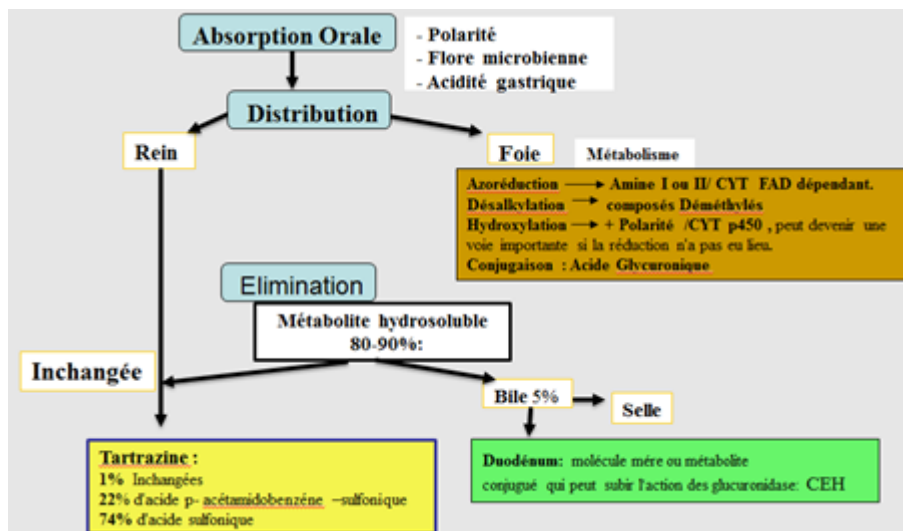 Absorption Orale
- Polarité
- Flore microbienne
- Acidité gastrique
Distribution
Rein
Foie
Métabolisme
Azoréduction → Amine I ou II/ CYT FAD dépendant.
Désalkylation → composés Déméthylés
Hydroxylation → + Polarité /CYT p450 , peut devenir une
voie importante si la réduction n'a pas eu lieu.
Conjugaison : Acide Glycuronique
Elimination
Métabolite hydrosoluble
80-90%:
Inchangée
Bile 5%
Selle
Tartrazine :
1% Inchangées
22% d'acide p- acétamidobenzéne –sulfonique
74% d'acide sulfonique
Duodénum: molécule mére ou métabolite
conjugué qui peut subir l'action des glucuronidase: CEH